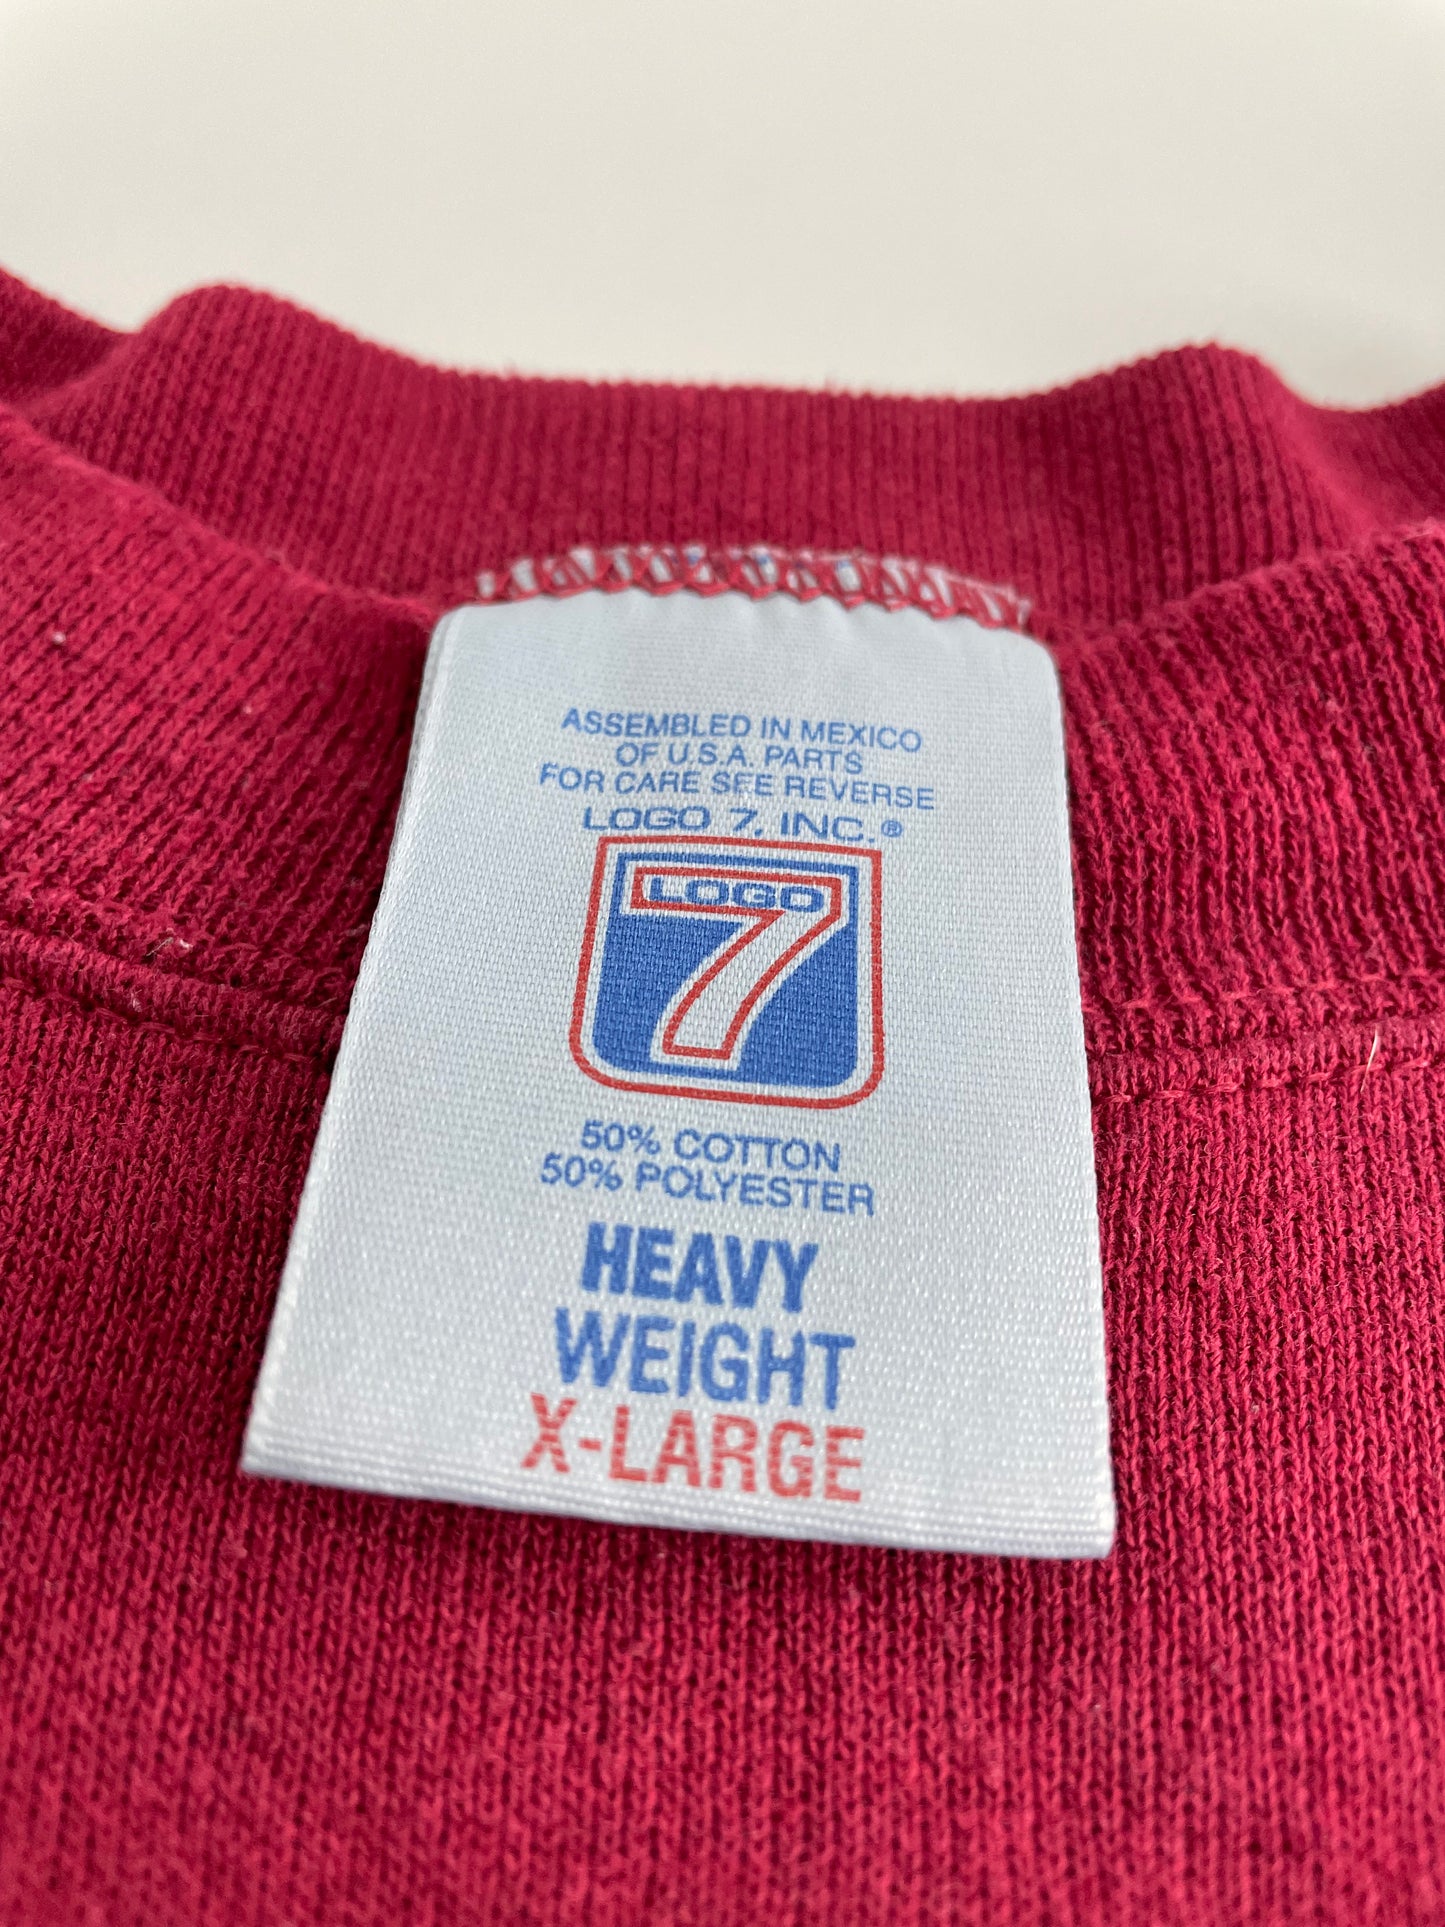 ASSEMBLED IN MEXICO
OF U.S.A. PARTS
FOR CARE SEE REVERSE
LOGO 7, INC.®
LOGO
7
50% COTTON
50% POLYESTER
HEAVY
WEIGHT
X-LARGE